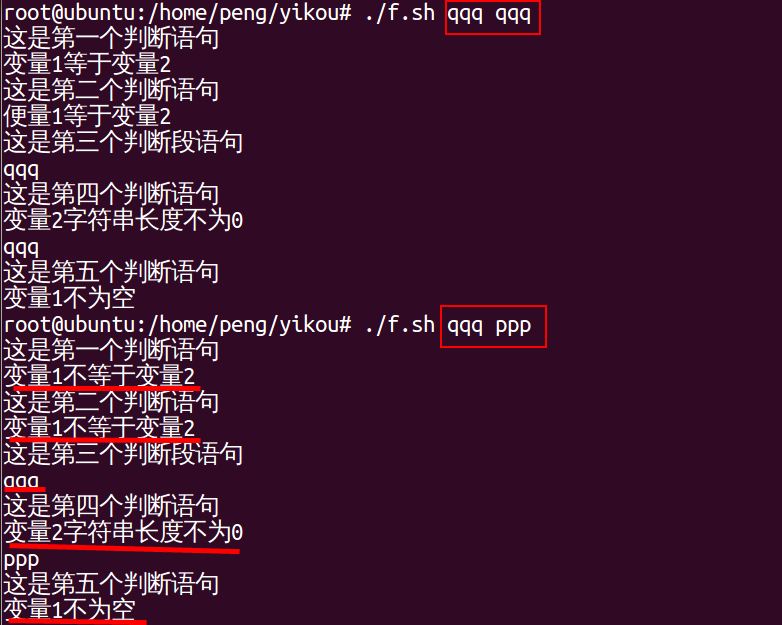 root@ubuntu:/home/peng/yikou# ./f.sh qqq qqq
这是第一个判断语句
变量1等于变量2
这是第二个判断语句
便量1等于变量2
这是第三个判断段语句
qqq
这是第四个判断语句
变量2字符串长度不为0
qqq
这是第五个判断语句
变量1不为空
root@ubuntu:/home/peng/yikou# ./f.sh qqq ppp
这是第一个判断语句
变量1不等于变量2
这是第二个判断语句
变量1不等于变量2
这是第三个判断段语句
qqq
这是第四个判断语句
变量2字符串长度不为0
ppp
这是第五个判断语句
变量1不为空